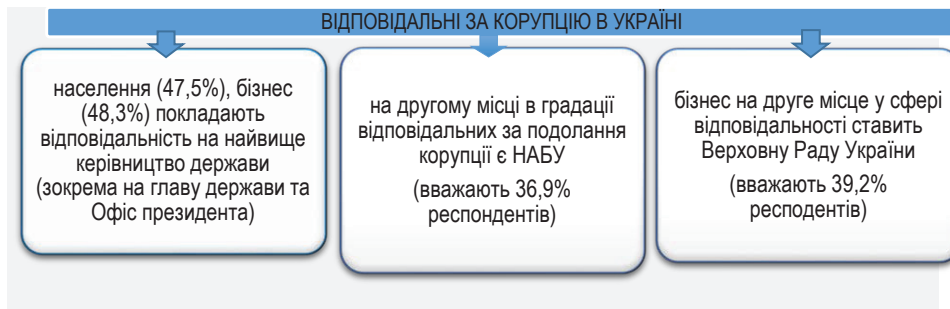 ВІДПОВІДАЛЬНІ ЗА КОРУПЦІЮ В УКРАЇНІ
населення (47,5%), бізнес
(48,3%) покладають
відповідальність на найвище
керівництво держави
(зокрема на главу держави та
Офіс президента)
на другому місці в градації
відповідальних за подолання
корупції є НАБУ
(вважають 36,9%
респондентів)
бізнес на друге місце у сфері
відповідальності ставить
Верховну Раду України
(вважають 39,2%
респодентів)